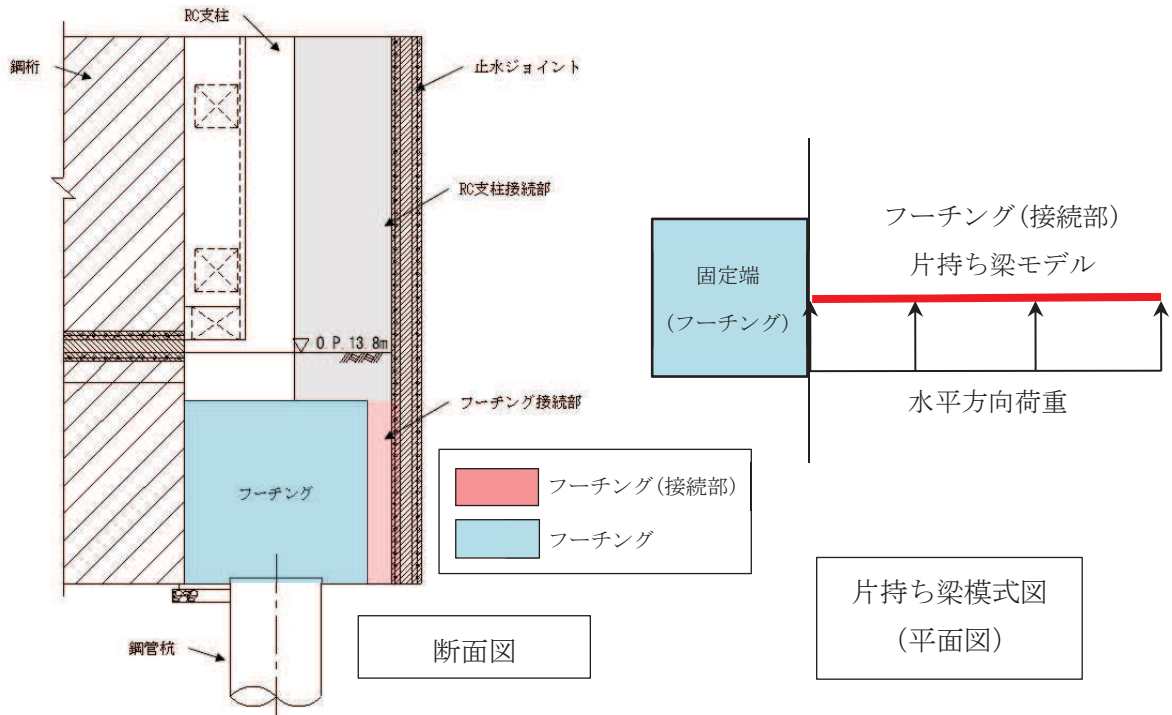 RC支柱
鋼桁
止水ジョイント
RC支柱接続部
O.P.13.8m
フーチング接続部
フーチング
鋼管杭
断面図
フーチング(接続部)
フーチング
固定端
(フーチング)
フーチング(接続部)
片持ち梁モデル
水平方向荷重
片持ち梁模式図
(平面図)